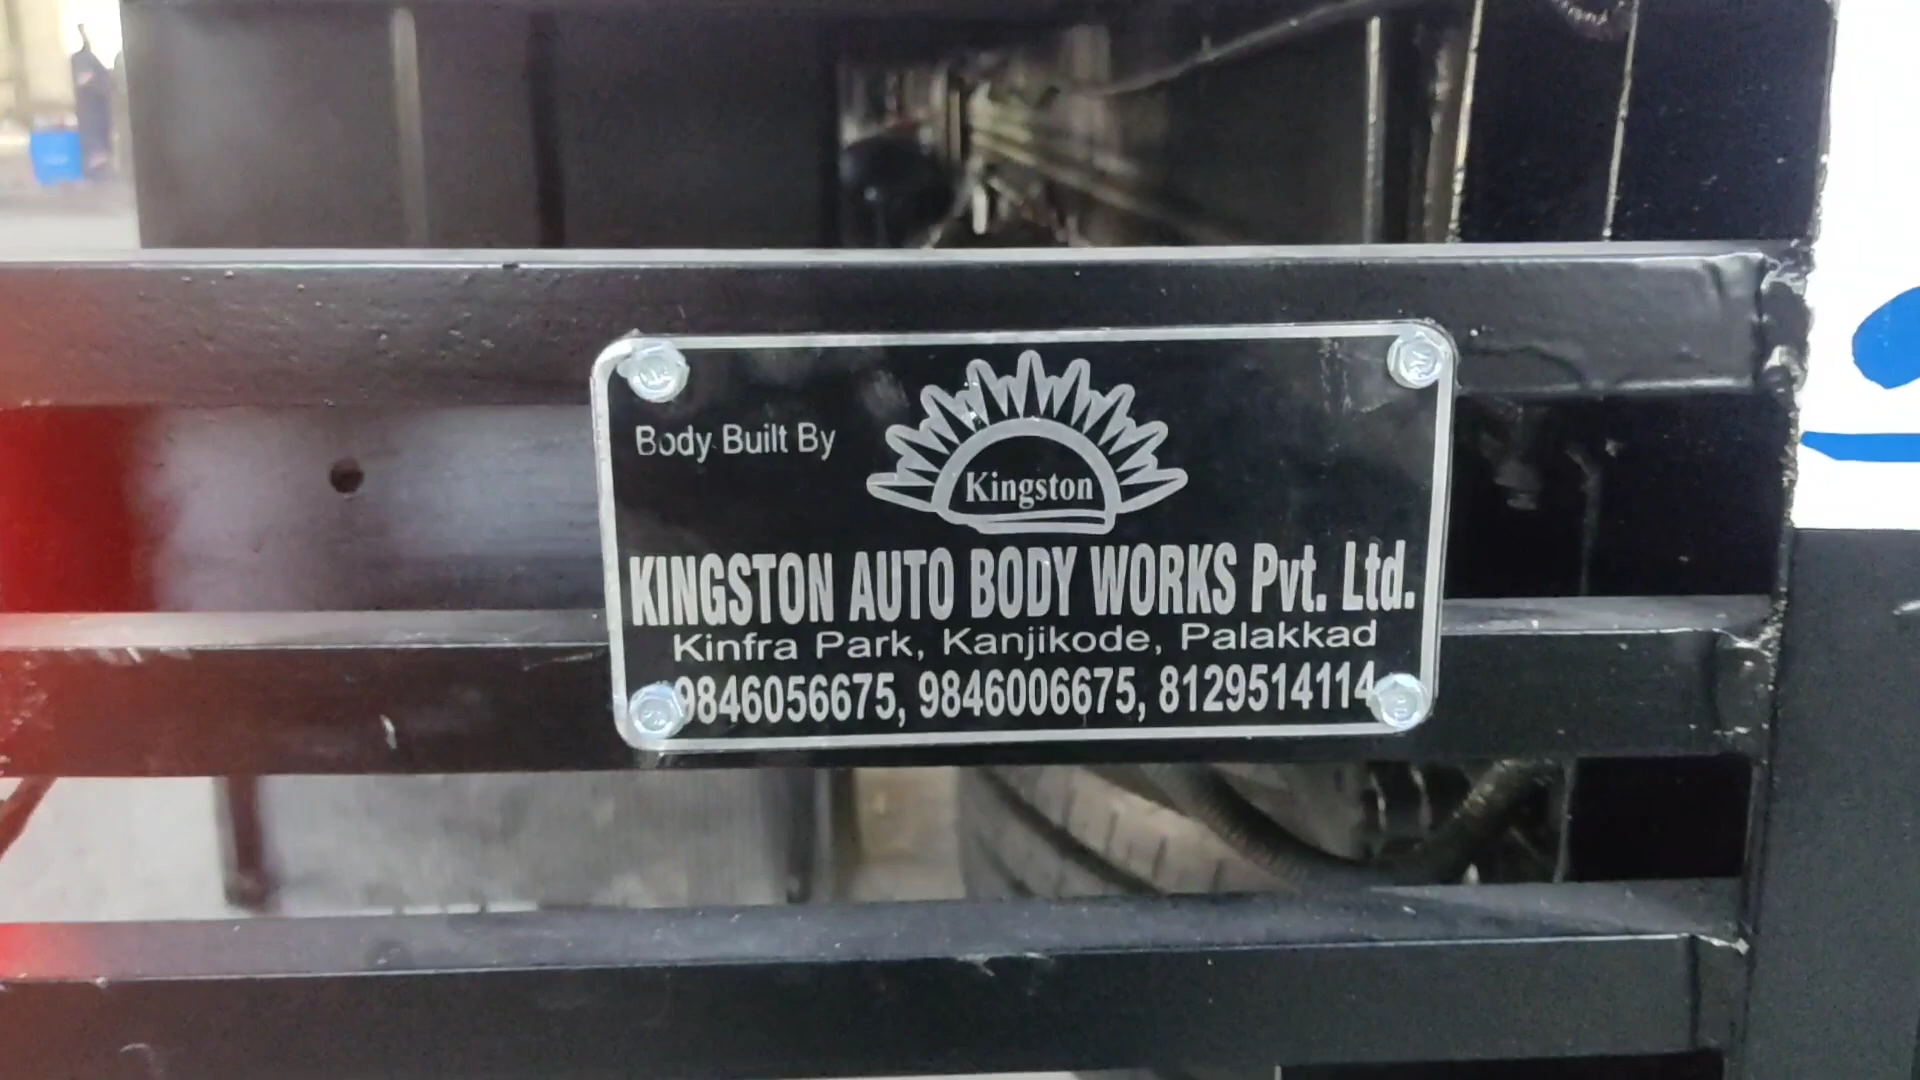 Body Built By
Kingston
KINGSTON AUTO BODY WORKS Pvt. Ltd.
Kinfra Park, Kanjikode, Palakkad
9846056675, 9846006675, 8129514114